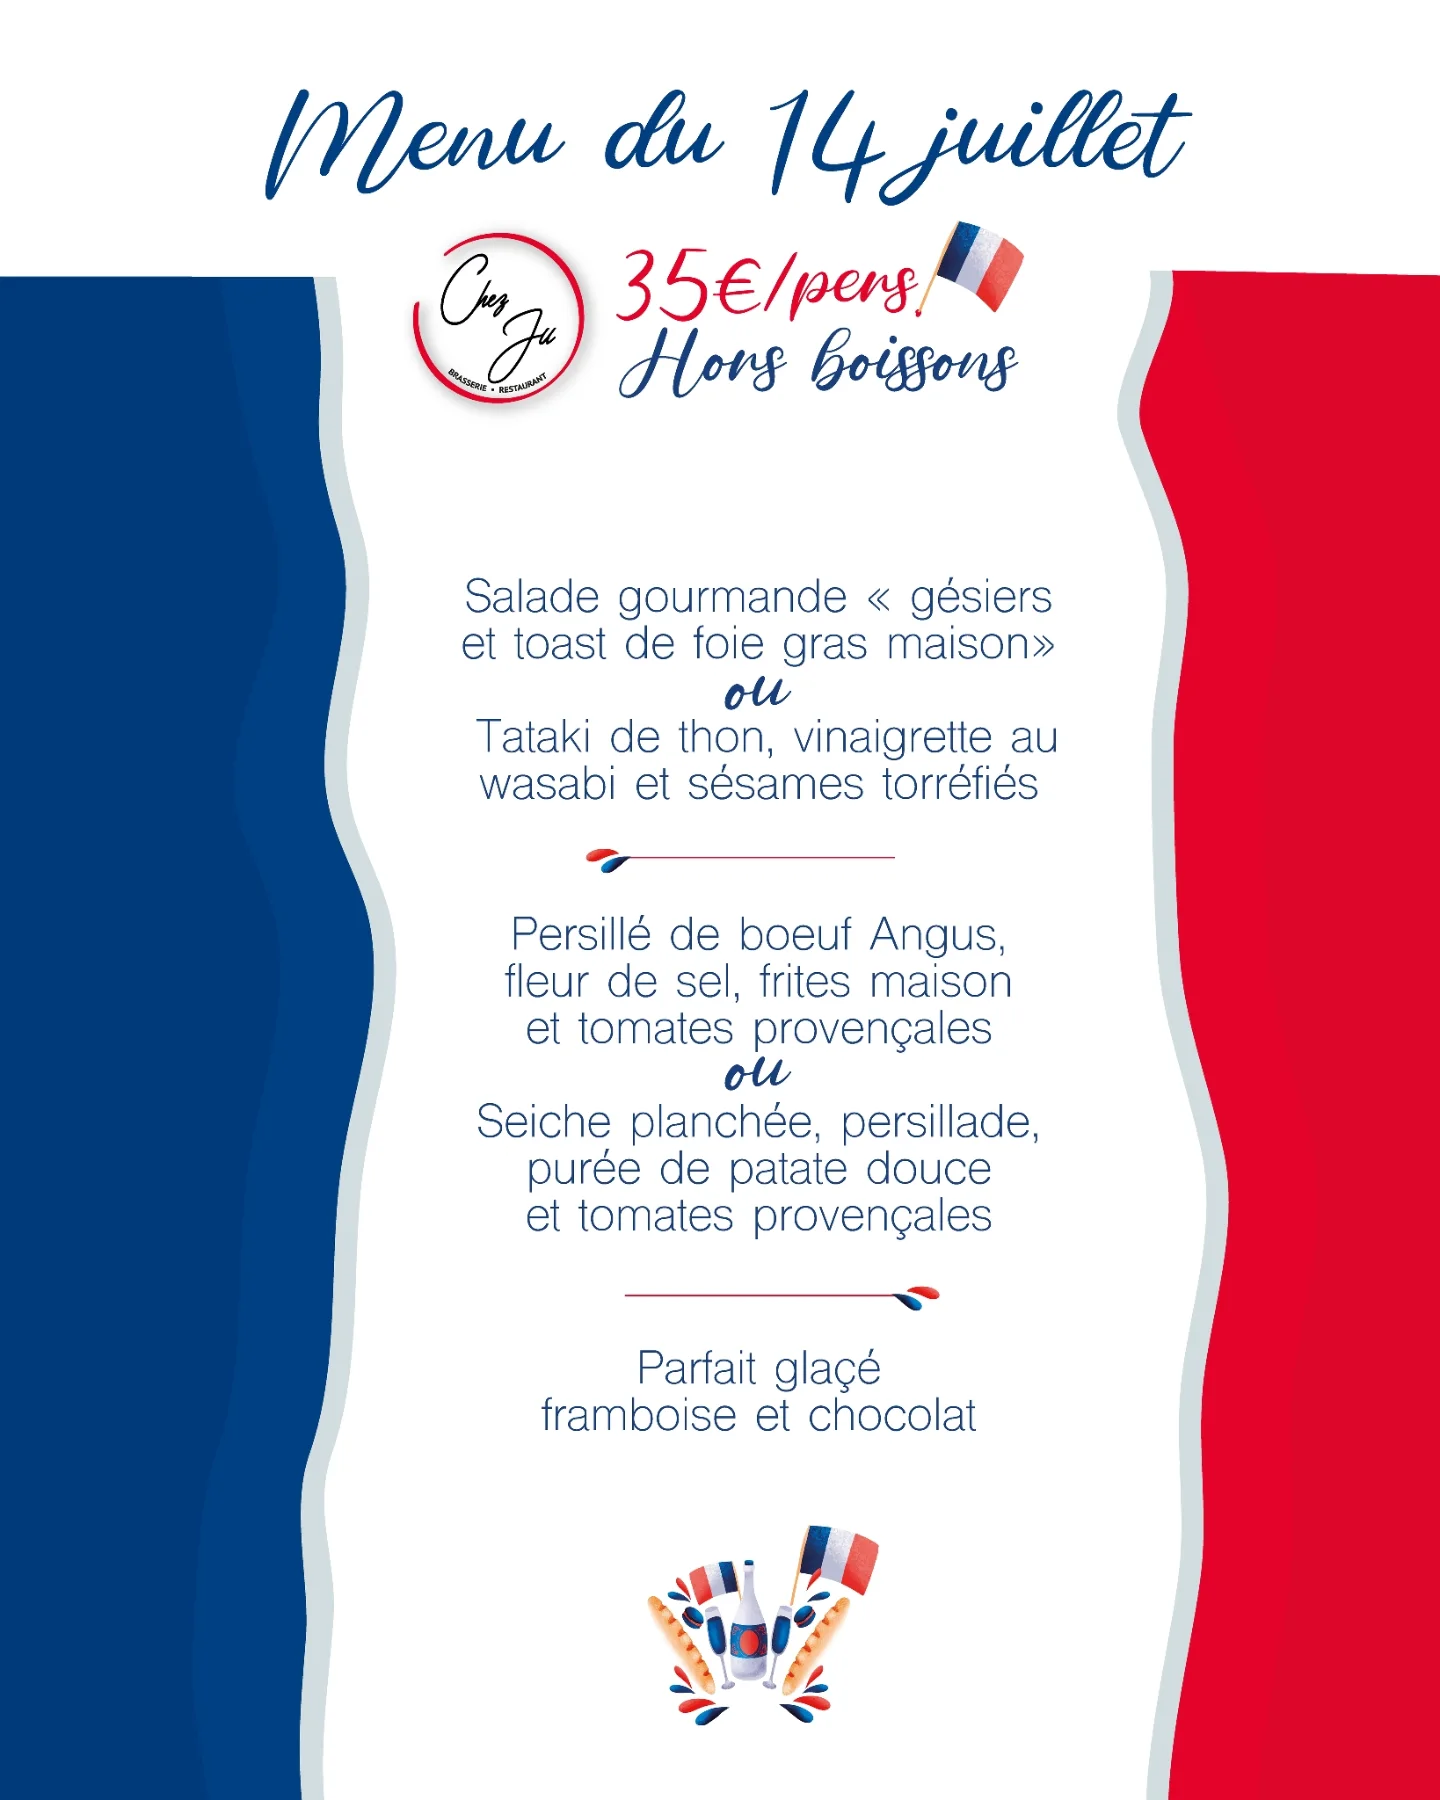 Menu du 14 juillet
Chez Ju
BRASSERIE • RESTAURANT
35€/pers.
Hors boissons
Salade gourmande « gésiers
et toast de foie gras maison»
ou
Tataki de thon, vinaigrette au
wasabi et sésames torréfiés
Persillé de boeuf Angus,
fleur de sel, frites maison
et tomates provençales
ou
Seiche planchée, persillade,
purée de patate douce
et tomates provençales
Parfait glaçé
framboise et chocolat